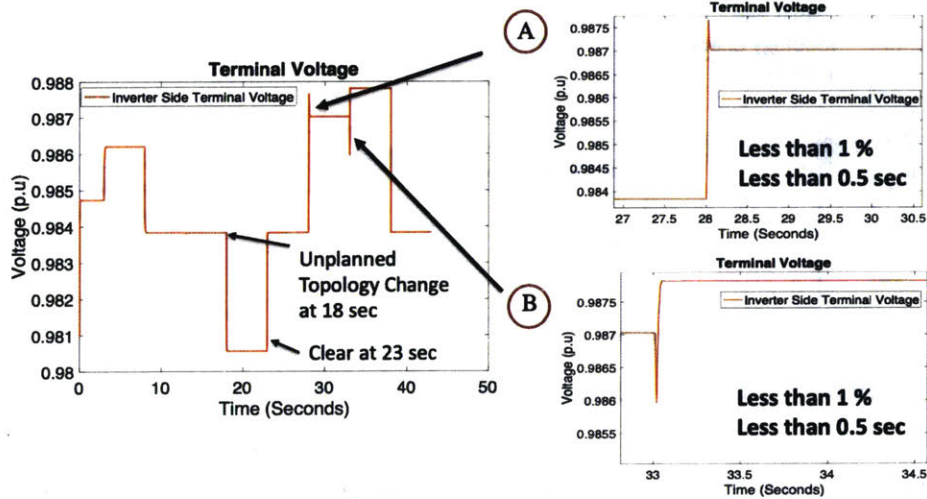 A
Terminal Voltage
0.988
0.987
0.986
0.985
0.984
0.983
0.982
0.981
0.98
Voltage (p.u)
Inverter Side Terminal Voltage
Unplanned
Topology Change
at 18 sec
Clear at 23 sec
0
10
20
30
40
50
Time (Seconds)
B
Terminal Voltage
0.9875
0.987
0.9865
0.986
0.9855
0.985
0.9845
0.984
Voltage (p.u)
Inverter Side Terminal Voltage
Less than 1 %
Less than 0.5 sec
27
27.5
28
28.5
29
29.5
30
30.5
Time (Seconds)
Terminal Voltage
0.9875
0.987
0.9865
0.986
0.9855
Voltage (p.u)
Inverter Side Terminal Voltage
Less than 1 %
Less than 0.5 sec
33
33.5
34
34.5
Time (Seconds)